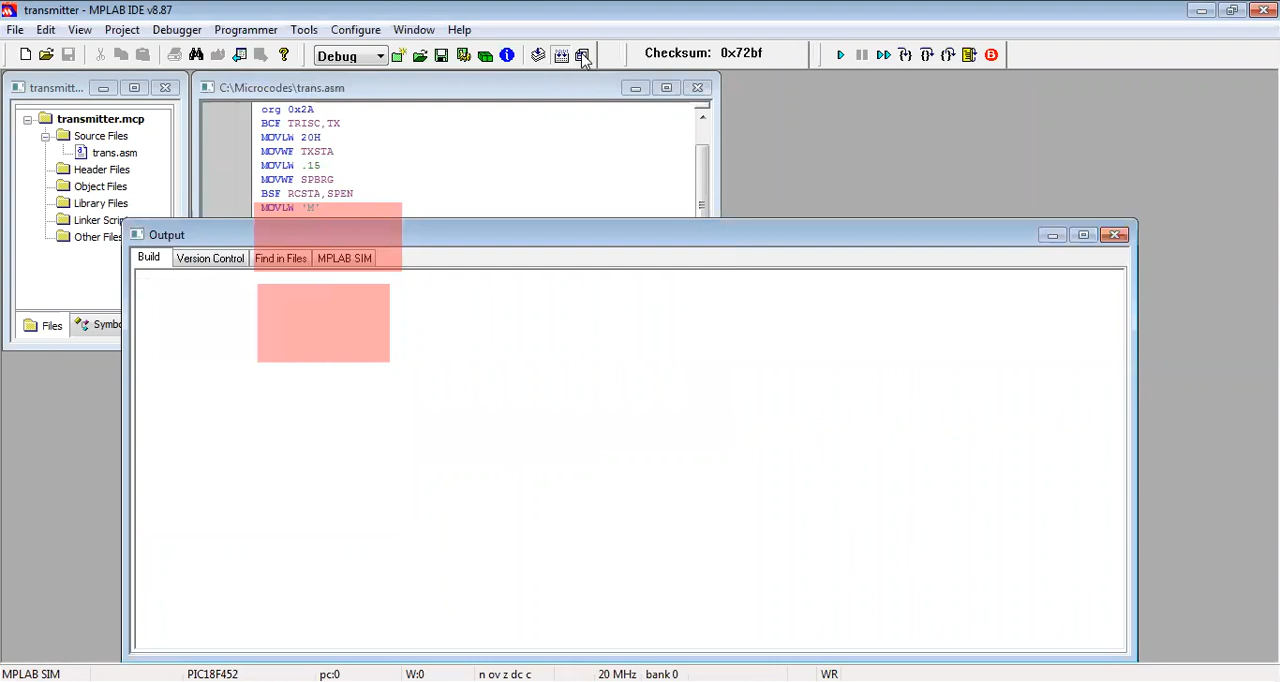 transmitter - MPLAB IDE v8.87
File Edit View Project Debugger Programmer Tools Configure Window Help
Debug
Checksum: 0x72bf
transmitt...
C:\Microcodes\trans.asm
transmitter.mcp
Source Files
trans.asm
Header Files
Object Files
Library Files
Linker Scrip
Other Files
Files
Symbo
org 0x2A
BCF TRISC,TX
MOVLW 20H
MOVWF TXSTA
MOVLW .15
MOVWF SPBRG
BSF RCSTA,SPEN
MOVLW 'M'
Output
Build Version Control Find in Files MPLAB SIM
MPLAB SIM PIC18F452 pc:0 W:0 n ov z dc c 20 MHz bank 0 WR